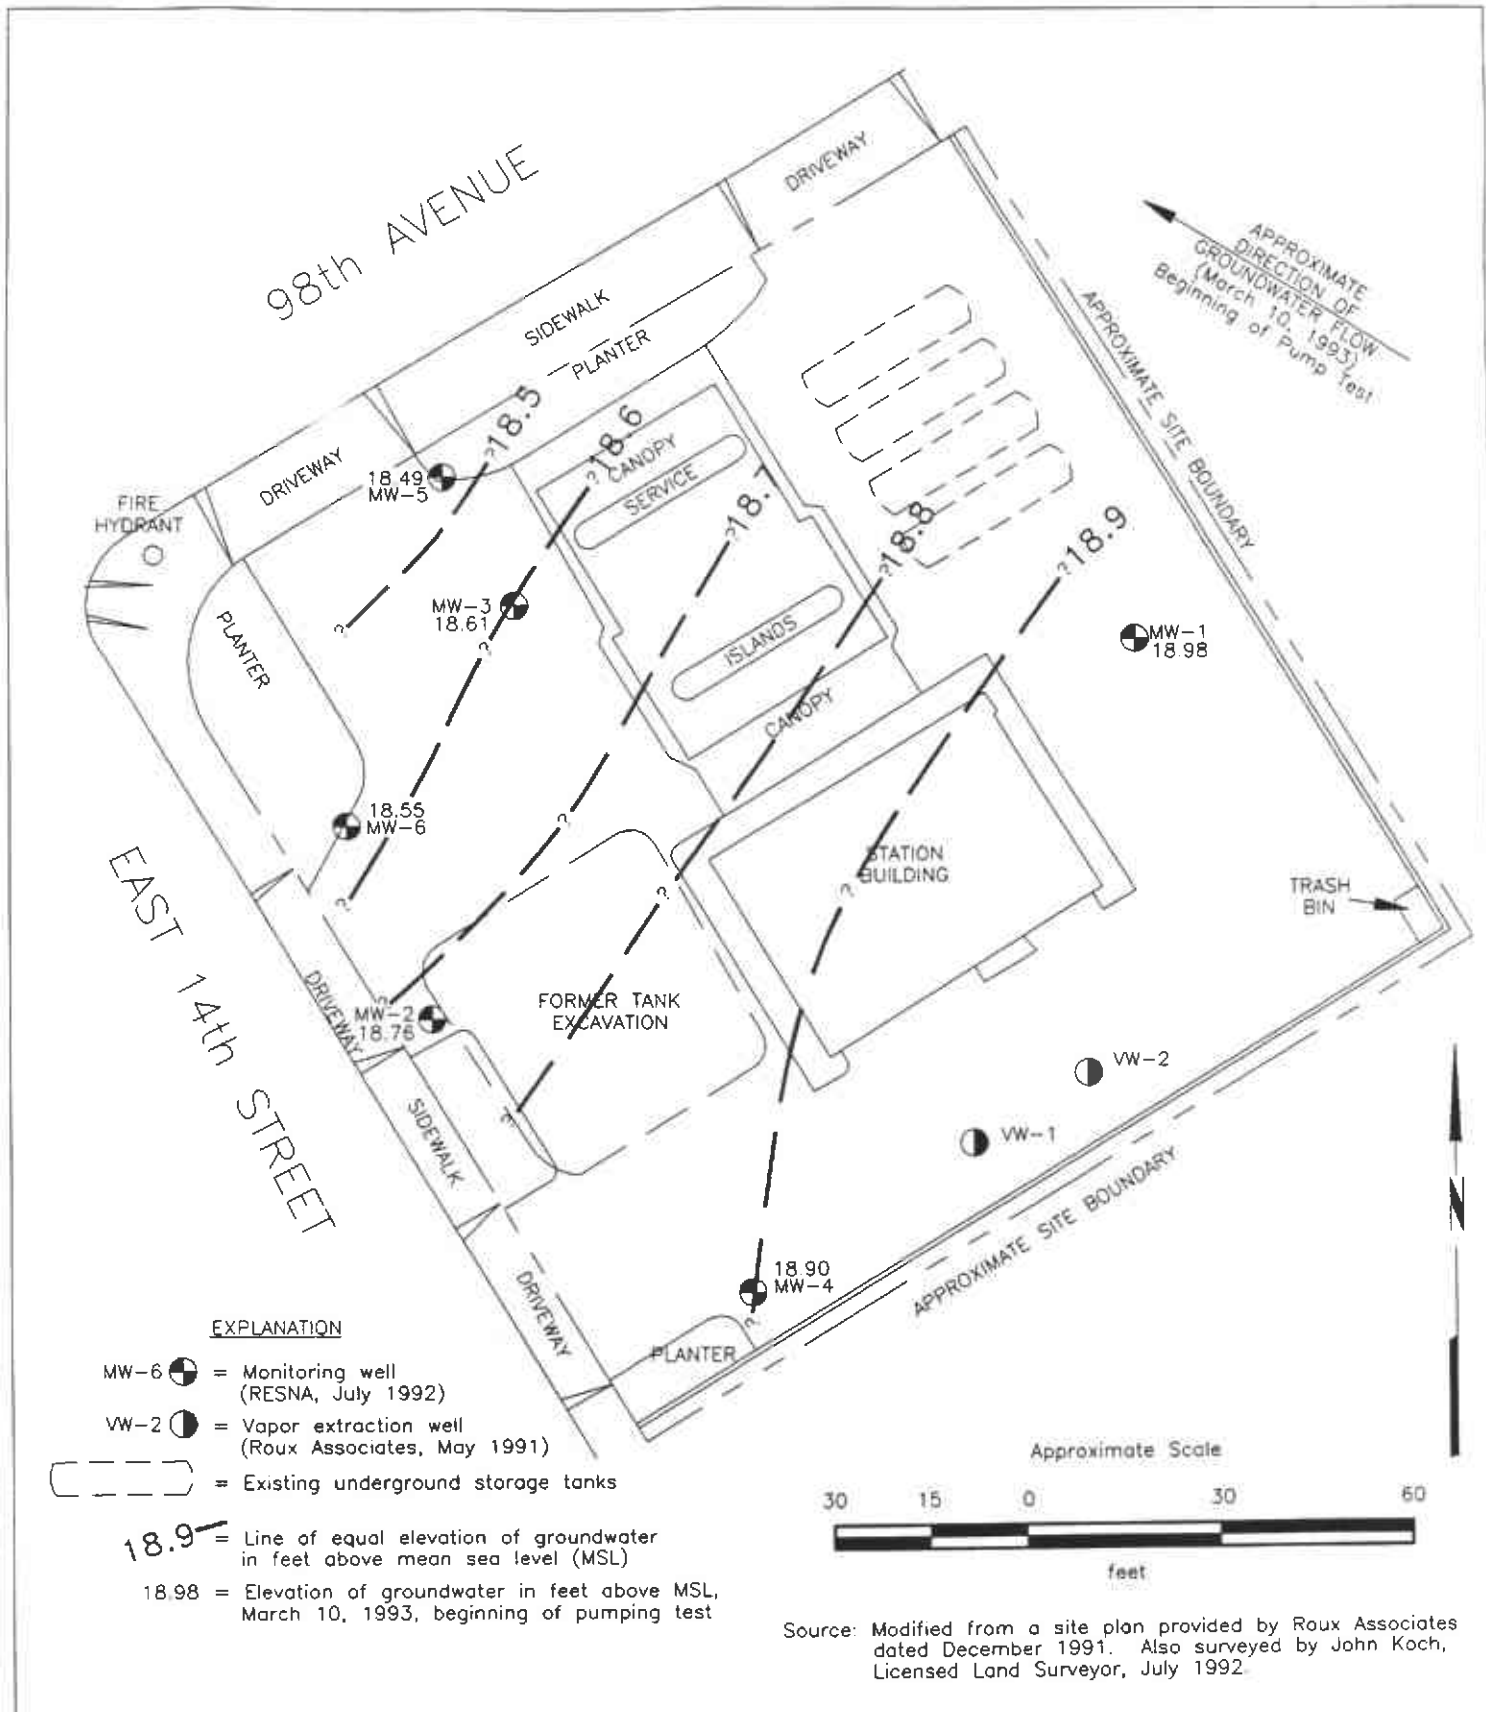 98th AVENUE
DRIVEWAY
SIDEWALK
PLANTER
APPROXIMATE
DIRECTION OF
GROUNDWATER FLOW
(March 10, 1993)
Beginning of Pump Test
APPROXIMATE SITE BOUNDARY
18.5
18.6
18.7
18.8
18.9
CANOPY
SERVICE
ISLANDS
CANOPY
DRIVEWAY
18.49
MW-5
FIRE
HYDRANT
PLANTER
MW-3
18.61
MW-1
18.98
18.55
MW-6
EAST 14th STREET
STATION
BUILDING
TRASH
BIN
DRIVEWAY
MW-2
18.76
FORMER TANK
EXCAVATION
SIDEWALK
VW-2
VW-1
APPROXIMATE SITE BOUNDARY
N
18.90
MW-4
DRIVEWAY
PLANTER
EXPLANATION
MW-6 = Monitoring well
(RESNA, July 1992)
VW-2 = Vapor extraction well
(Roux Associates, May 1991)
= Existing underground storage tanks
18.9 = Line of equal elevation of groundwater
in feet above mean sea level (MSL)
18.98 = Elevation of groundwater in feet above MSL,
March 10, 1993, beginning of pumping test
Approximate Scale
30 15 0 30 60
feet
Source: Modified from a site plan provided by Roux Associates
dated December 1991. Also surveyed by John Koch,
Licensed Land Surveyor, July 1992.